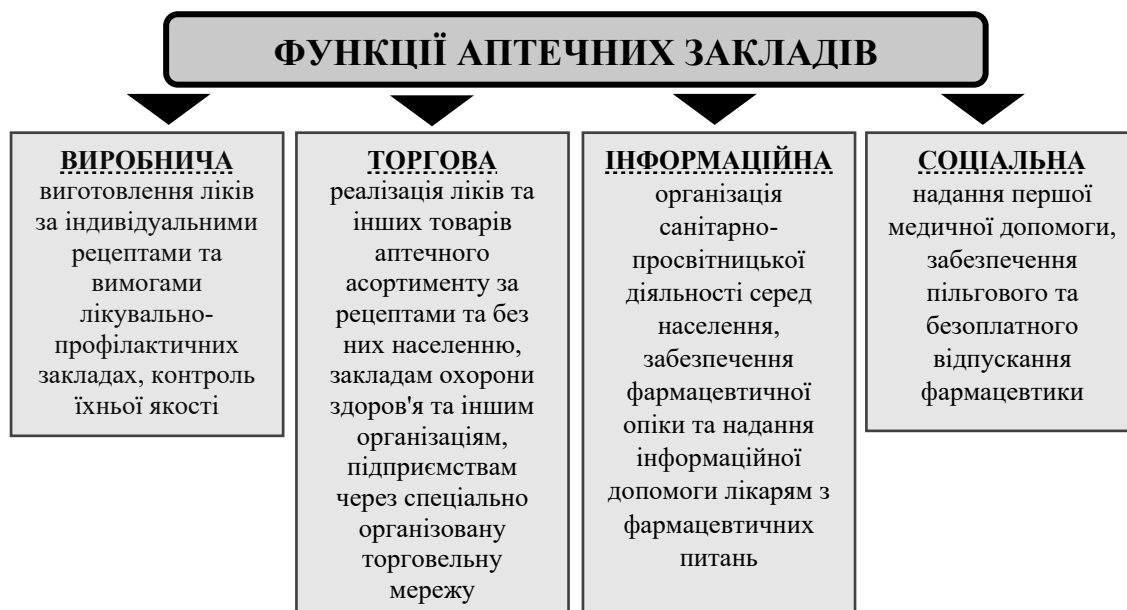 ФУНКЦІЇ АПТЕЧНИХ ЗАКЛАДІВ
ВИРОБНИЧА
виготовлення ліків
за індивідуальними
рецептами та
вимогами
лікувально-
профілактичних
закладах, контроль
їхньої якості
ТОРГОВА
реалізація ліків та
інших товарів
аптечного
асортименту за
рецептами та без
них населенню,
закладам охорони
здоров'я та іншим
організаціям,
підприємствам
через спеціально
організовану
торговельну
мережу
ІНФОРМАЦІЙНА
організація
санітарно-
просвітницької
діяльності серед
населення,
забезпечення
фармацевтичної
опіки та надання
інформаційної
допомоги лікарям з
фармацевтичних
питань
СОЦІАЛЬНА
надання першої
медичної допомоги,
забезпечення
пільгового та
безоплатного
відпускання
фармацевтики